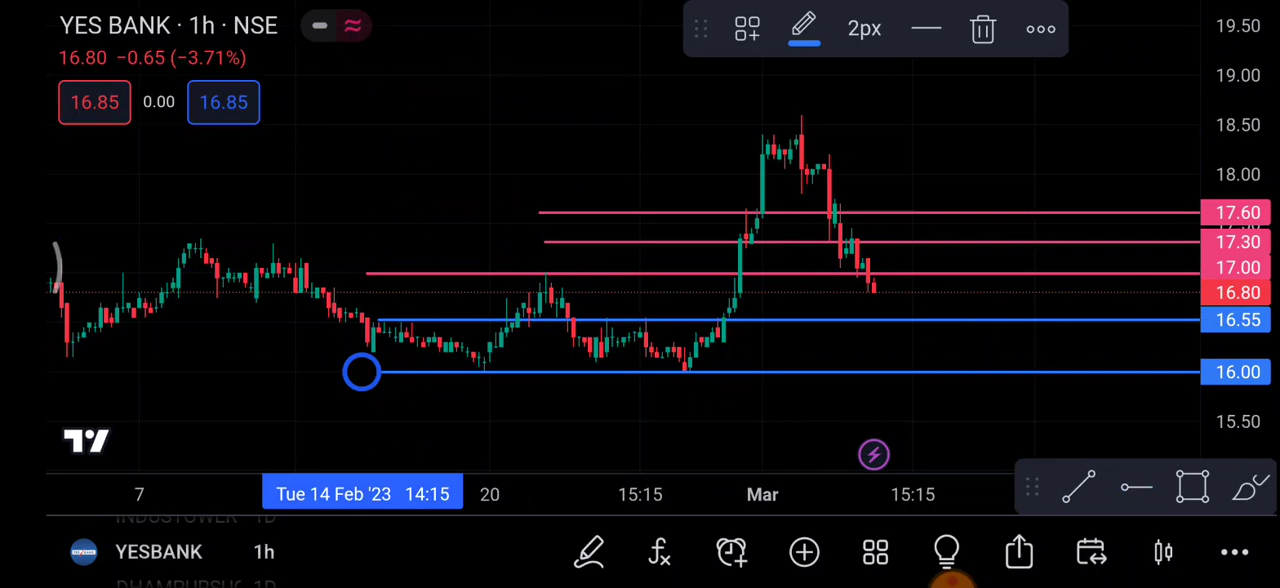 YES BANK · 1h · NSE
16.80 −0.65 (−3.71%)
16.85 0.00 16.85
2px
19.50
19.00
18.50
18.00
17.60
17.30
17.00
16.80
16.55
16.00
15.50
7 Tue 14 Feb '23 14:15 20 15:15 Mar 15:15
INDUSTOWER 1D
YESBANK 1h